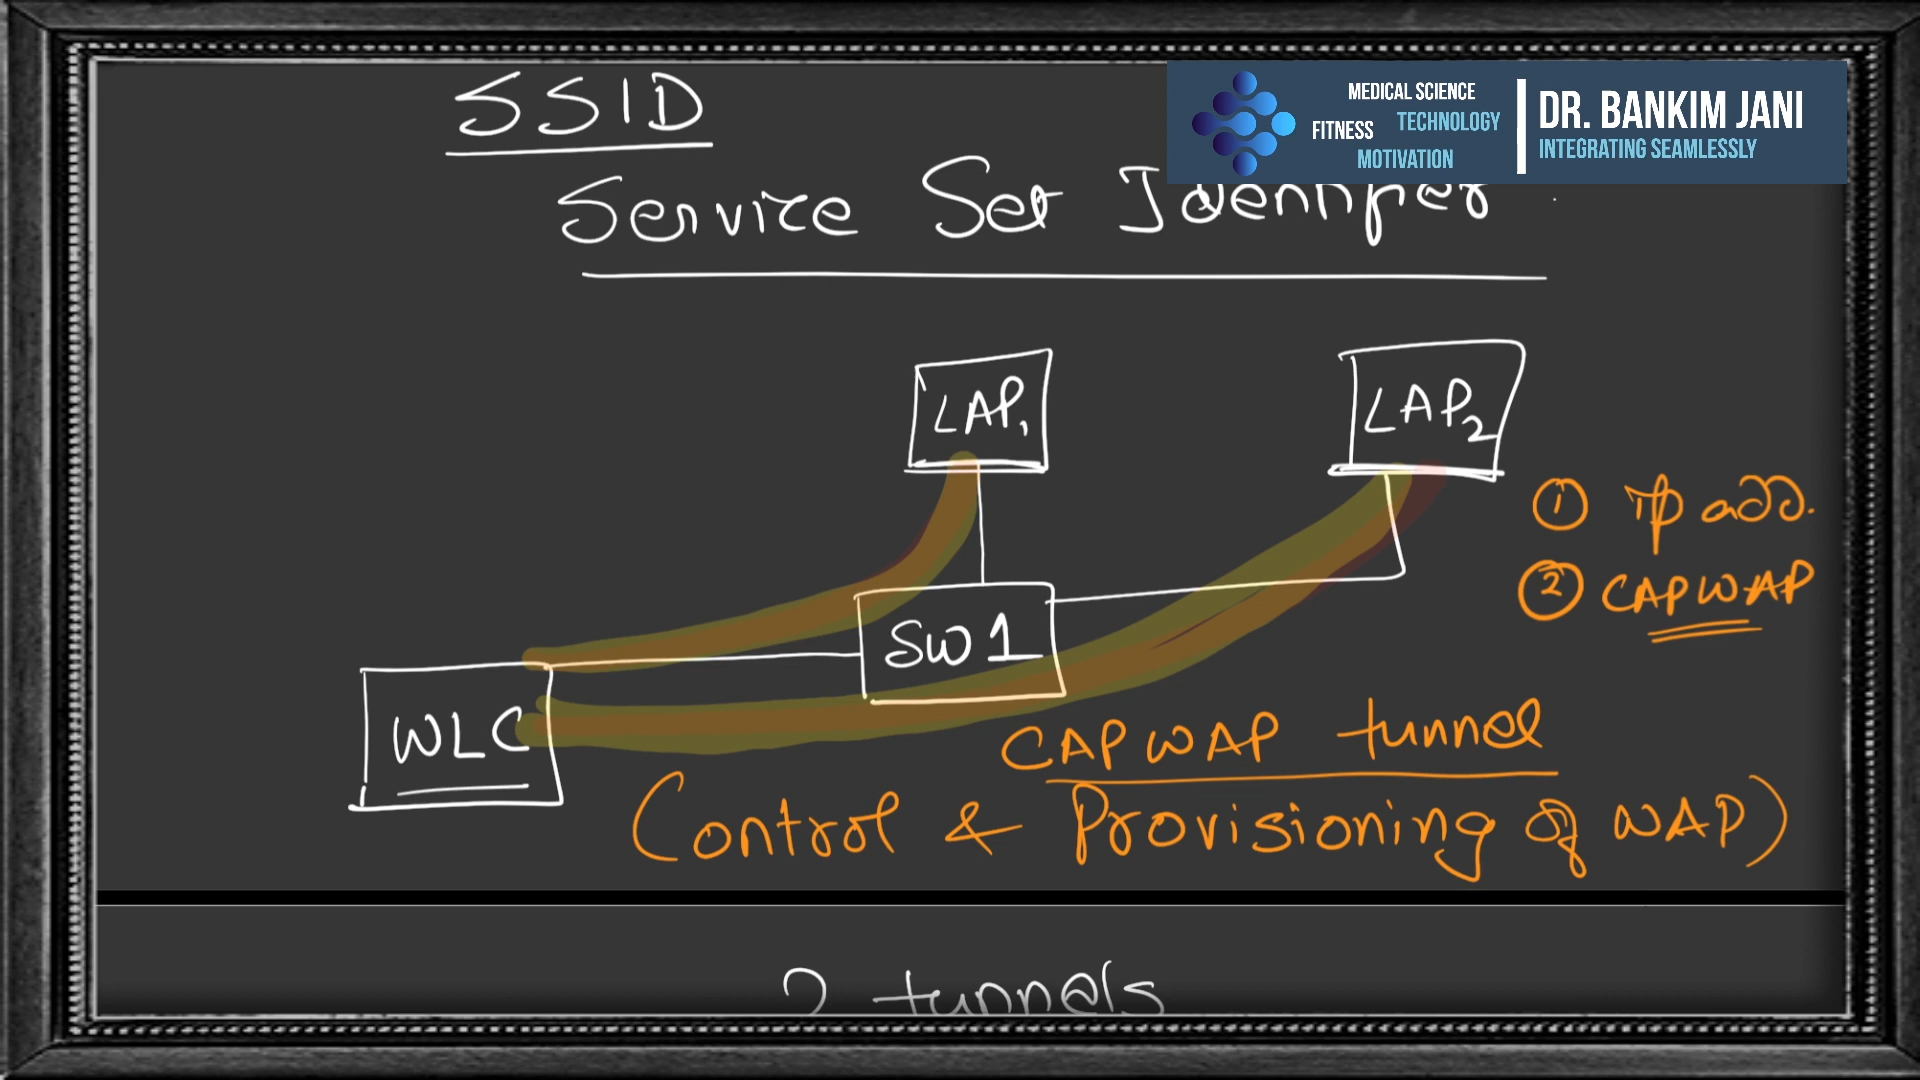 SSID
MEDICAL SCIENCE
FITNESS TECHNOLOGY
MOTIVATION
DR. BANKIM JANI
INTEGRATING SEAMLESSLY
Service Set Identifier
LAP1
LAP2
① IP add.
② CAPWAP
SW1
WLC
CAPWAP tunnel
(ontrol & Provisioning of WAP)
2 tunnels